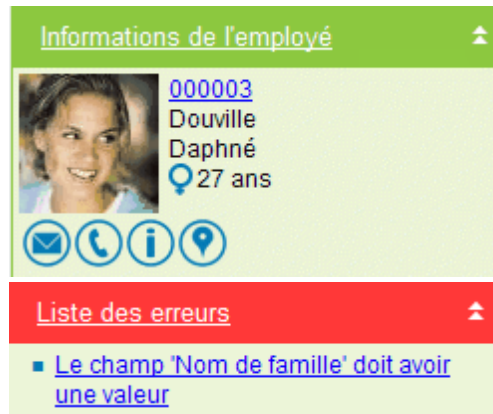 Informations de l'employé
000003
Douville
Daphné
27 ans
Liste des erreurs
Le champ 'Nom de famille' doit avoir
une valeur